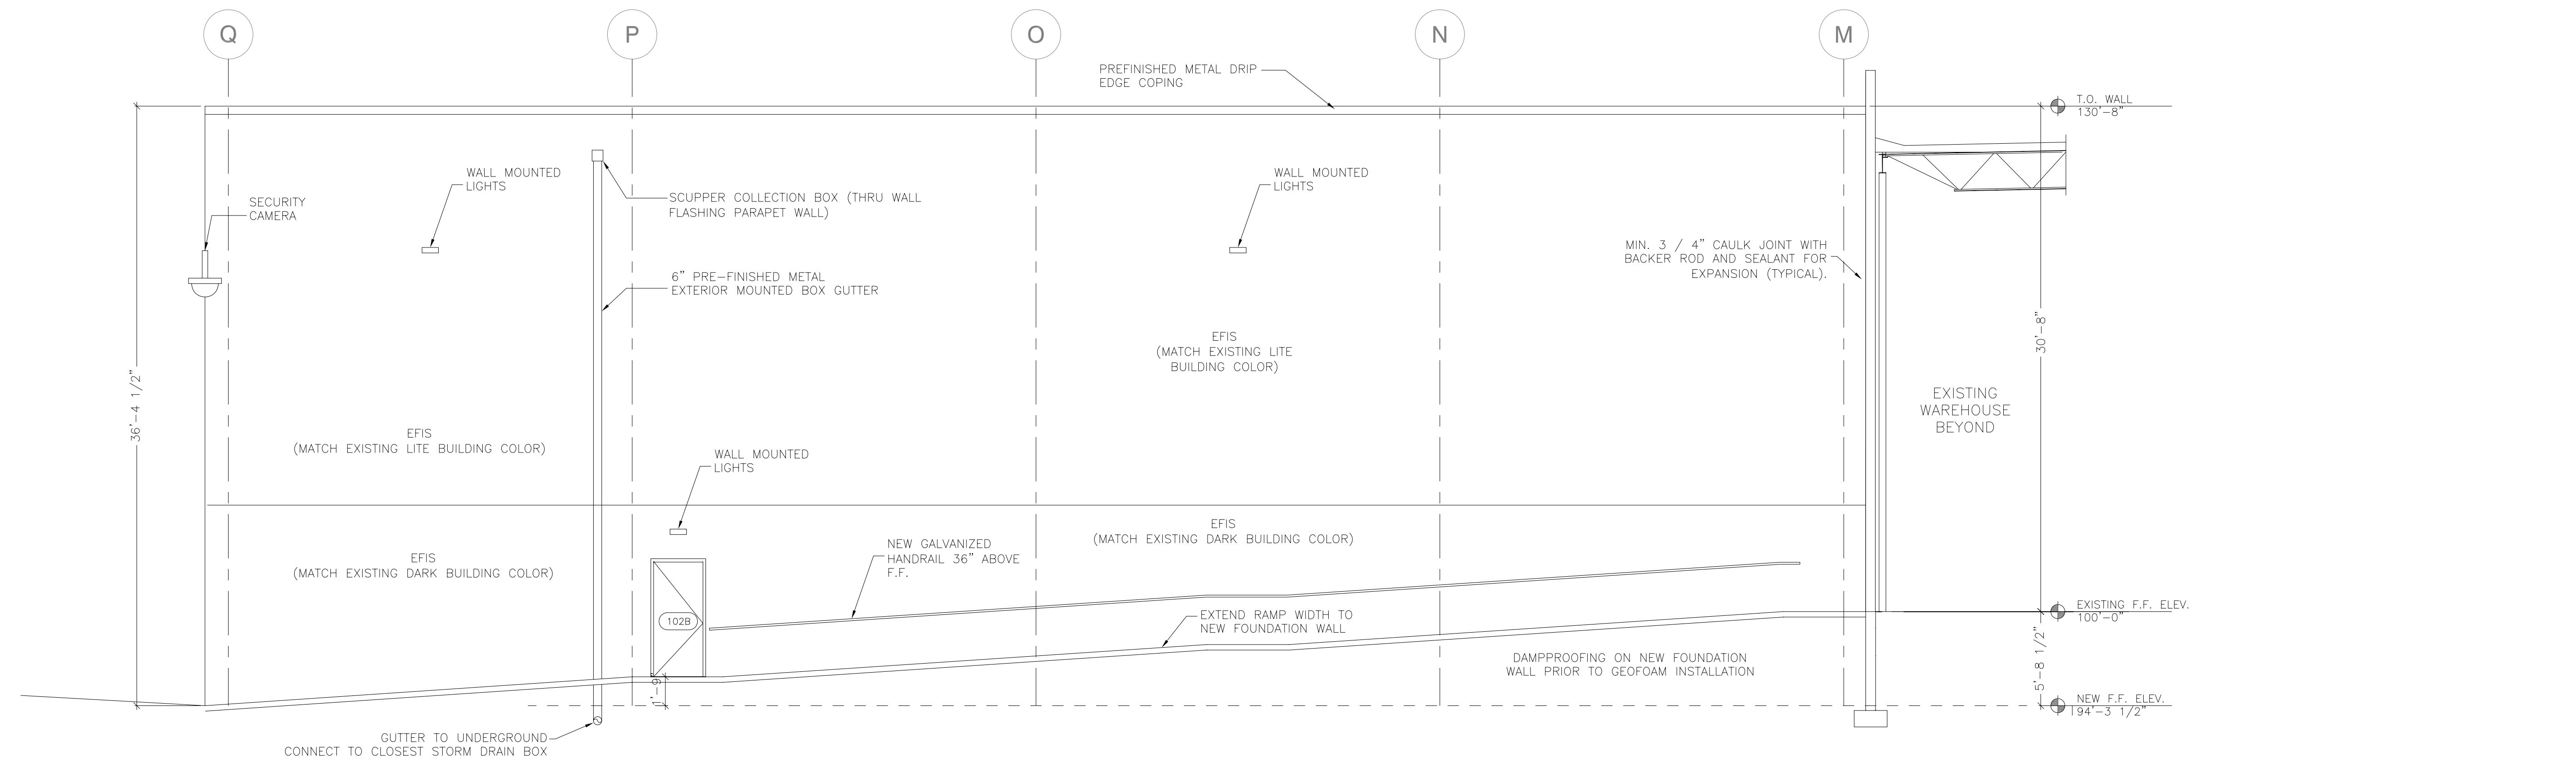 Q
P
O
N
M
PREFINISHED METAL DRIP
EDGE COPING
T.O. WALL
130'-8"
WALL MOUNTED
LIGHTS
WALL MOUNTED
LIGHTS
SCUPPER COLLECTION BOX (THRU WALL
FLASHING PARAPET WALL)
SECURITY
CAMERA
MIN. 3 / 4" CAULK JOINT WITH
BACKER ROD AND SEALANT FOR
EXPANSION (TYPICAL).
6" PRE-FINISHED METAL
EXTERIOR MOUNTED BOX GUTTER
30'-8"
EFIS
(MATCH EXISTING LITE
BUILDING COLOR)
36'-4 1/2"
EXISTING
WAREHOUSE
BEYOND
EFIS
(MATCH EXISTING LITE BUILDING COLOR)
WALL MOUNTED
LIGHTS
EFIS
(MATCH EXISTING DARK BUILDING COLOR)
NEW GALVANIZED
HANDRAIL 36" ABOVE
F.F.
EFIS
(MATCH EXISTING DARK BUILDING COLOR)
102B
EXTEND RAMP WIDTH TO
NEW FOUNDATION WALL
EXISTING F.F. ELEV.
100'-0"
DAMPPROOFING ON NEW FOUNDATION
WALL PRIOR TO GEOFOAM INSTALLATION
5'-8 1/2"
1'-9"
NEW F.F. ELEV.
94'-3 1/2"
GUTTER TO UNDERGROUND
CONNECT TO CLOSEST STORM DRAIN BOX